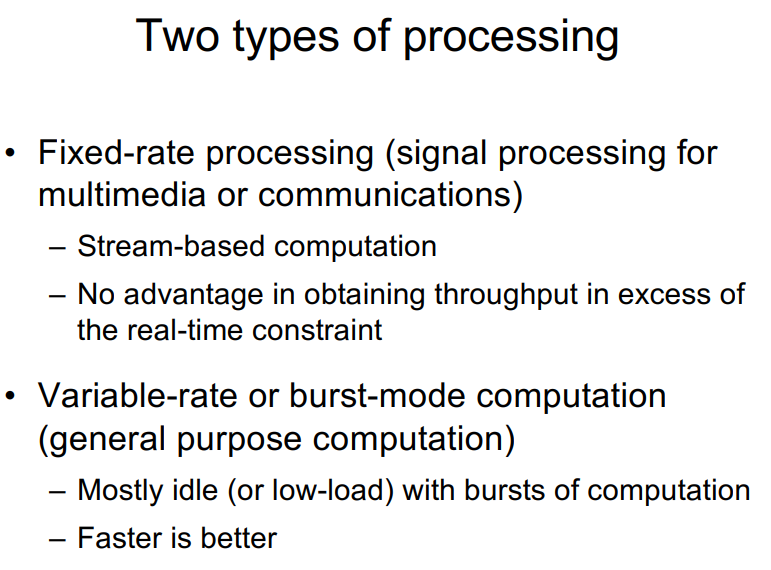 Two types of processing
• Fixed-rate processing (signal processing for
multimedia or communications)
– Stream-based computation
– No advantage in obtaining throughput in excess of
the real-time constraint
• Variable-rate or burst-mode computation
(general purpose computation)
– Mostly idle (or low-load) with bursts of computation
– Faster is better